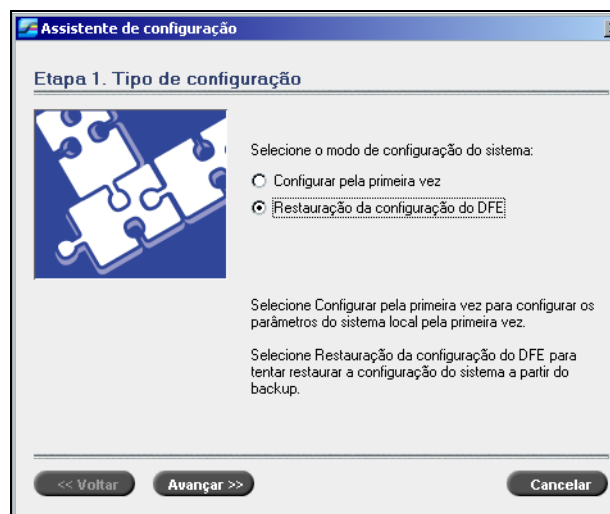 Assistente de configuração
Etapa 1. Tipo de configuração
Selecione o modo de configuração do sistema:
Configurar pela primeira vez
Restauração da configuração do DFE
Selecione Configurar pela primeira vez para configurar os
parâmetros do sistema local pela primeira vez.
Selecione Restauração da configuração do DFE para
tentar restaurar a configuração do sistema a partir do
backup.
<< Voltar
Avançar >>
Cancelar